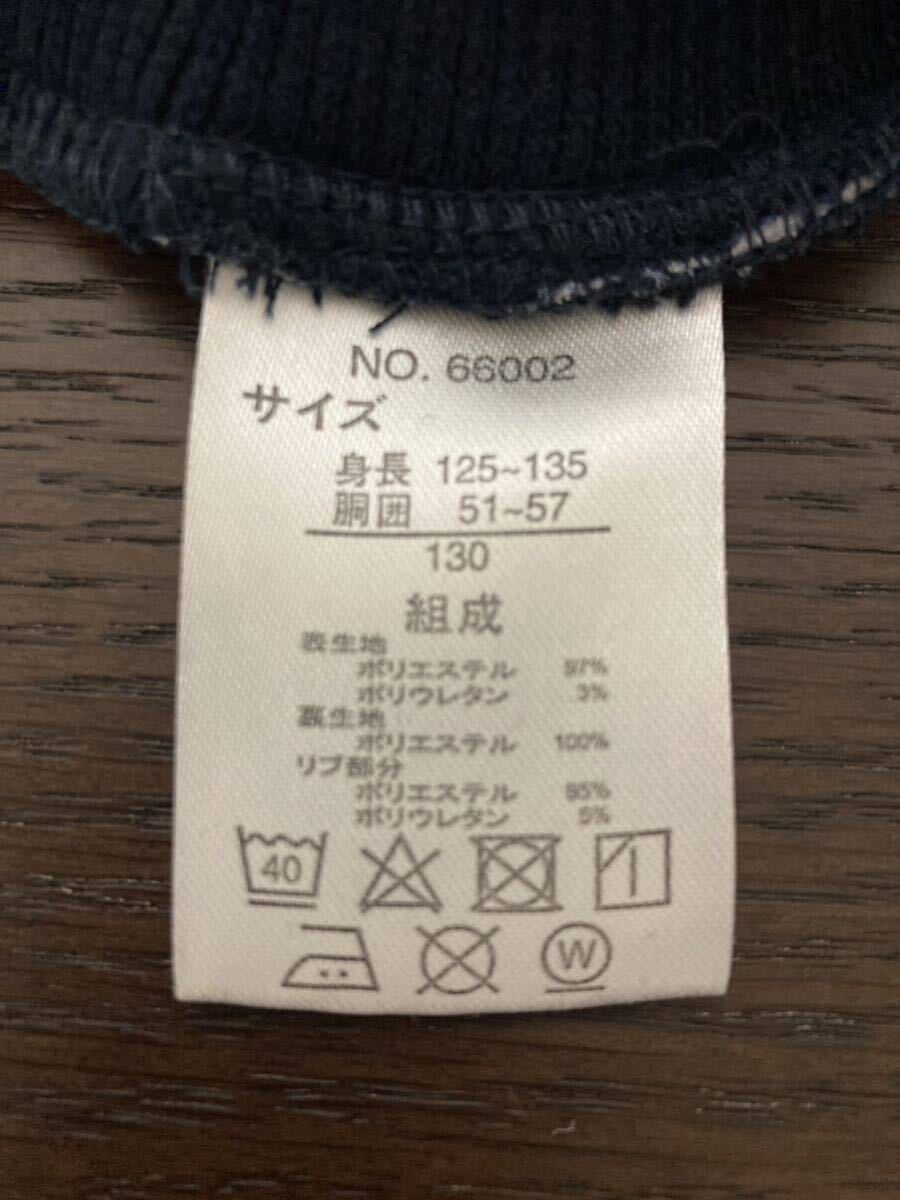 NO. 66002
サイズ
身長 125~135
胴囲 51~57
130
組成
表生地
ポリエステル 97%
ポリウレタン 3%
裏生地
ポリエステル 100%
リブ部分
ポリエステル 95%
ポリウレタン 5%
40
W